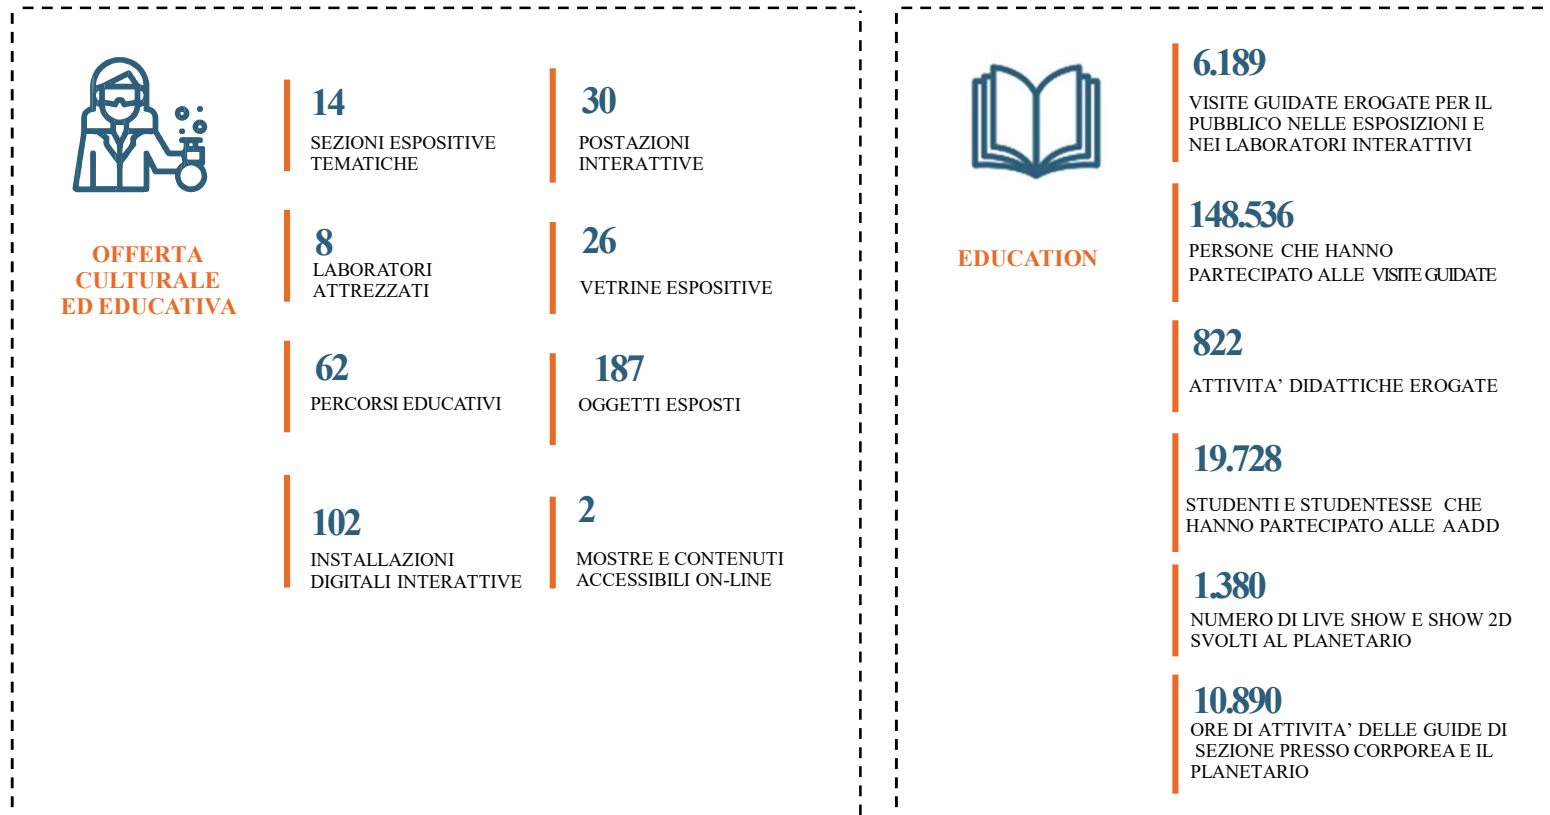 OFFERTA
CULTURALE
ED EDUCATIVA
14
SEZIONI ESPOSITIVE
TEMATICHE
8
LABORATORI
ATTREZZATI
62
PERCORSI EDUCATIVI
102
INSTALLAZIONI
DIGITALI INTERATTIVE
30
POSTAZIONI
INTERATTIVE
26
VETRINE ESPOSITIVE
187
OGGETTI ESPOSTI
2
MOSTRE E CONTENUTI
ACCESSIBILI ON-LINE
EDUCATION
6.189
VISITE GUIDATE EROGATE PER IL
PUBBLICO NELLE ESPOSIZIONI E
NEI LABORATORI INTERATTIVI
148.536
PERSONE CHE HANNO
PARTECIPATO ALLE VISITE GUIDATE
822
ATTIVITA’ DIDATTICHE EROGATE
19.728
STUDENTI E STUDENTESSE CHE
HANNO PARTECIPATO ALLE AADD
1.380
NUMERO DI LIVE SHOW E SHOW 2D
SVOLTI AL PLANETARIO
10.890
ORE DI ATTIVITA’ DELLE GUIDE DI
SEZIONE PRESSO CORPOREA E IL
PLANETARIO